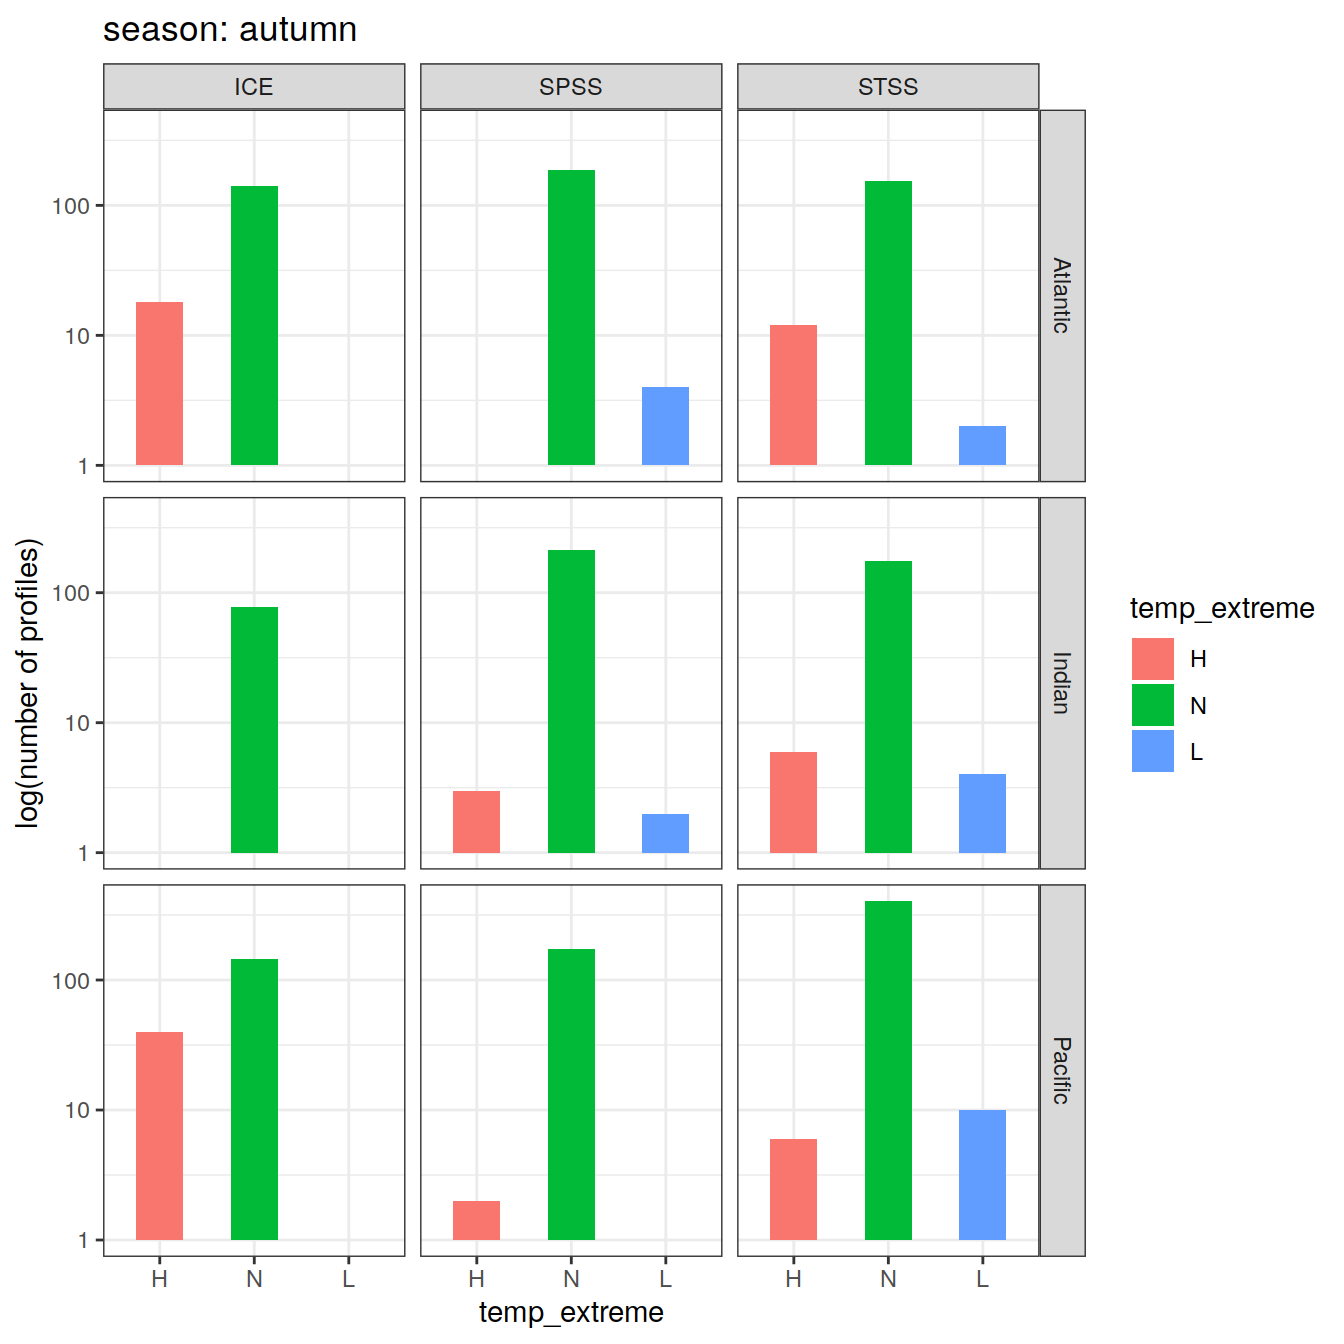 season: autumn
ICE SPSS STSS
100
10
1
Atlantic
log(number of profiles)
100
10
1
Indian
temp_extreme
H
N
L
100
10
1
Pacific
H N L H N L H N L
temp_extreme